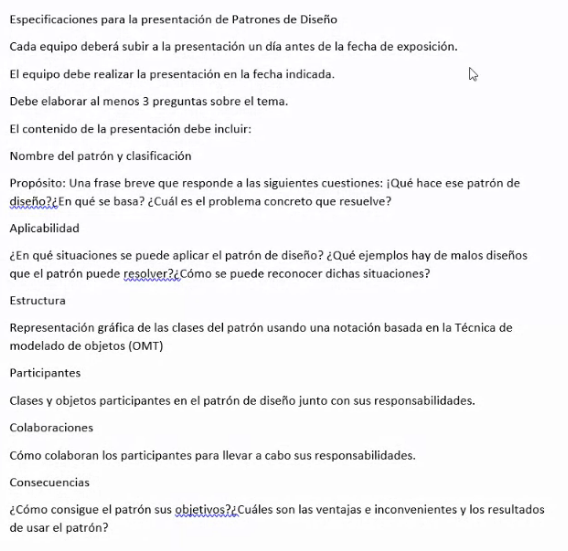 Especificaciones para la presentación de Patrones de Diseño
Cada equipo deberá subir a la presentación un día antes de la fecha de exposición.
El equipo debe realizar la presentación en la fecha indicada.
Debe elaborar al menos 3 preguntas sobre el tema.
El contenido de la presentación debe incluir:
Nombre del patrón y clasificación
Propósito: Una frase breve que responde a las siguientes cuestiones: ¡Qué hace ese patrón de
diseño?¿En qué se basa? ¿Cuál es el problema concreto que resuelve?
Aplicabilidad
¿En qué situaciones se puede aplicar el patrón de diseño? ¿Qué ejemplos hay de malos diseños
que el patrón puede resolver?¿Cómo se puede reconocer dichas situaciones?
Estructura
Representación gráfica de las clases del patrón usando una notación basada en la Técnica de
modelado de objetos (OMT)
Participantes
Clases y objetos participantes en el patrón de diseño junto con sus responsabilidades.
Colaboraciones
Cómo colaboran los participantes para llevar a cabo sus responsabilidades.
Consecuencias
¿Cómo consigue el patrón sus objetivos?¿Cuáles son las ventajas e inconvenientes y los resultados
de usar el patrón?